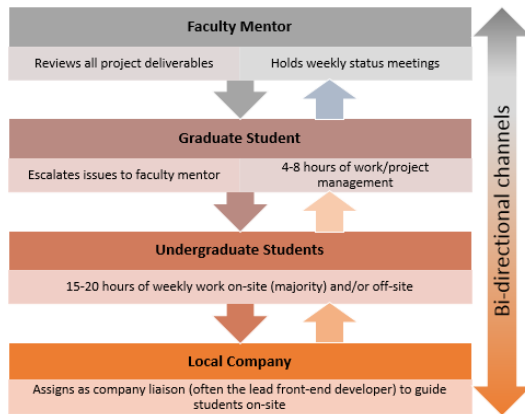 Faculty Mentor
Reviews all project deliverables
Holds weekly status meetings
Graduate Student
Escalates issues to faculty mentor
4-8 hours of work/project
management
Undergraduate Students
15-20 hours of weekly work on-site (majority) and/or off-site
Local Company
Assigns as company liaison (often the lead front-end developer) to guide
students on-site
Bi-directional channels